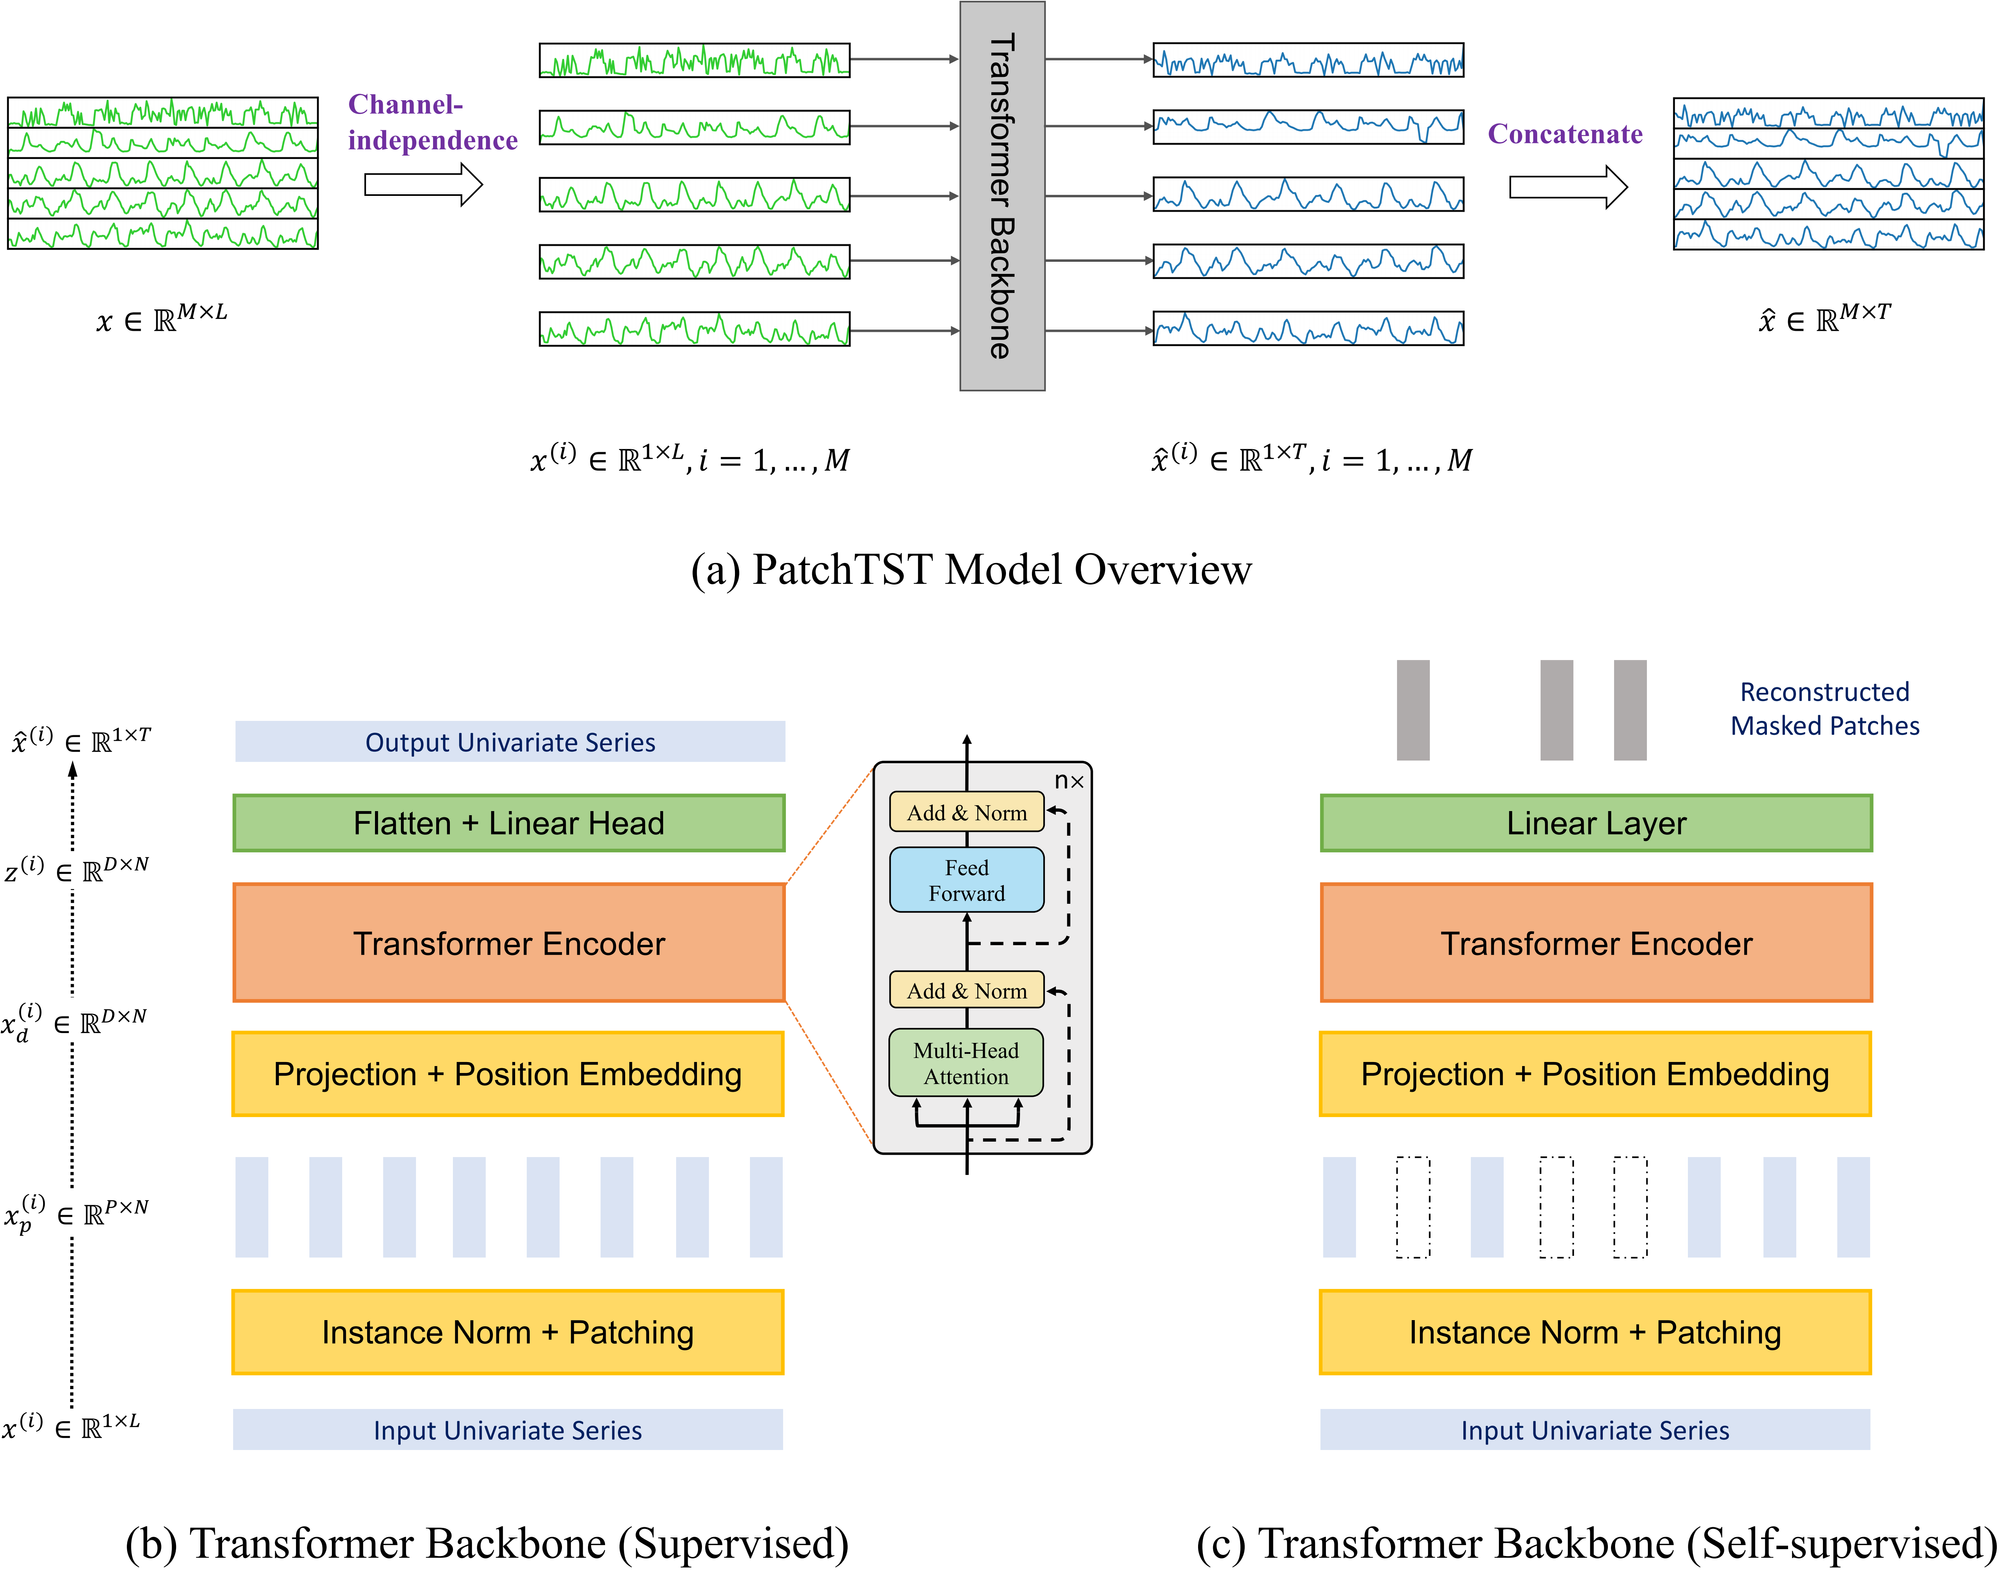 Channel-
independence
Transformer Backbone
Concatenate
x ∈ ℝ^{M×L}
x̂ ∈ ℝ^{M×T}
x^{(i)} ∈ ℝ^{1×L}, i = 1, … , M
x̂^{(i)} ∈ ℝ^{1×T}, i = 1, … , M
(a) PatchTST Model Overview
x̂^{(i)} ∈ ℝ^{1×T}
z^{(i)} ∈ ℝ^{D×N}
x_d^{(i)} ∈ ℝ^{D×N}
x_p^{(i)} ∈ ℝ^{P×N}
x^{(i)} ∈ ℝ^{1×L}
Output Univariate Series
Flatten + Linear Head
Transformer Encoder
Projection + Position Embedding
Instance Norm + Patching
Input Univariate Series
n×
Add & Norm
Feed
Forward
Add & Norm
Multi-Head
Attention
(b) Transformer Backbone (Supervised)
Reconstructed
Masked Patches
Linear Layer
Transformer Encoder
Projection + Position Embedding
Instance Norm + Patching
Input Univariate Series
(c) Transformer Backbone (Self-supervised)